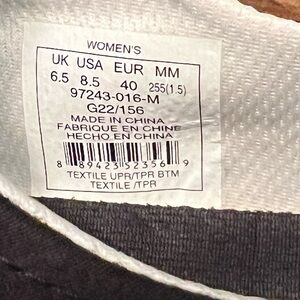 WOMEN'S
UK USA EUR MM
6.5 8.5 40 255(1.5)
97243-016-M
G22/156
MADE IN CHINA
FABRIQUE EN CHINE
HECHO EN CHINA
8 89423 52356 9
TEXTILE UPR/TPR BTM
TEXTILE /TPR